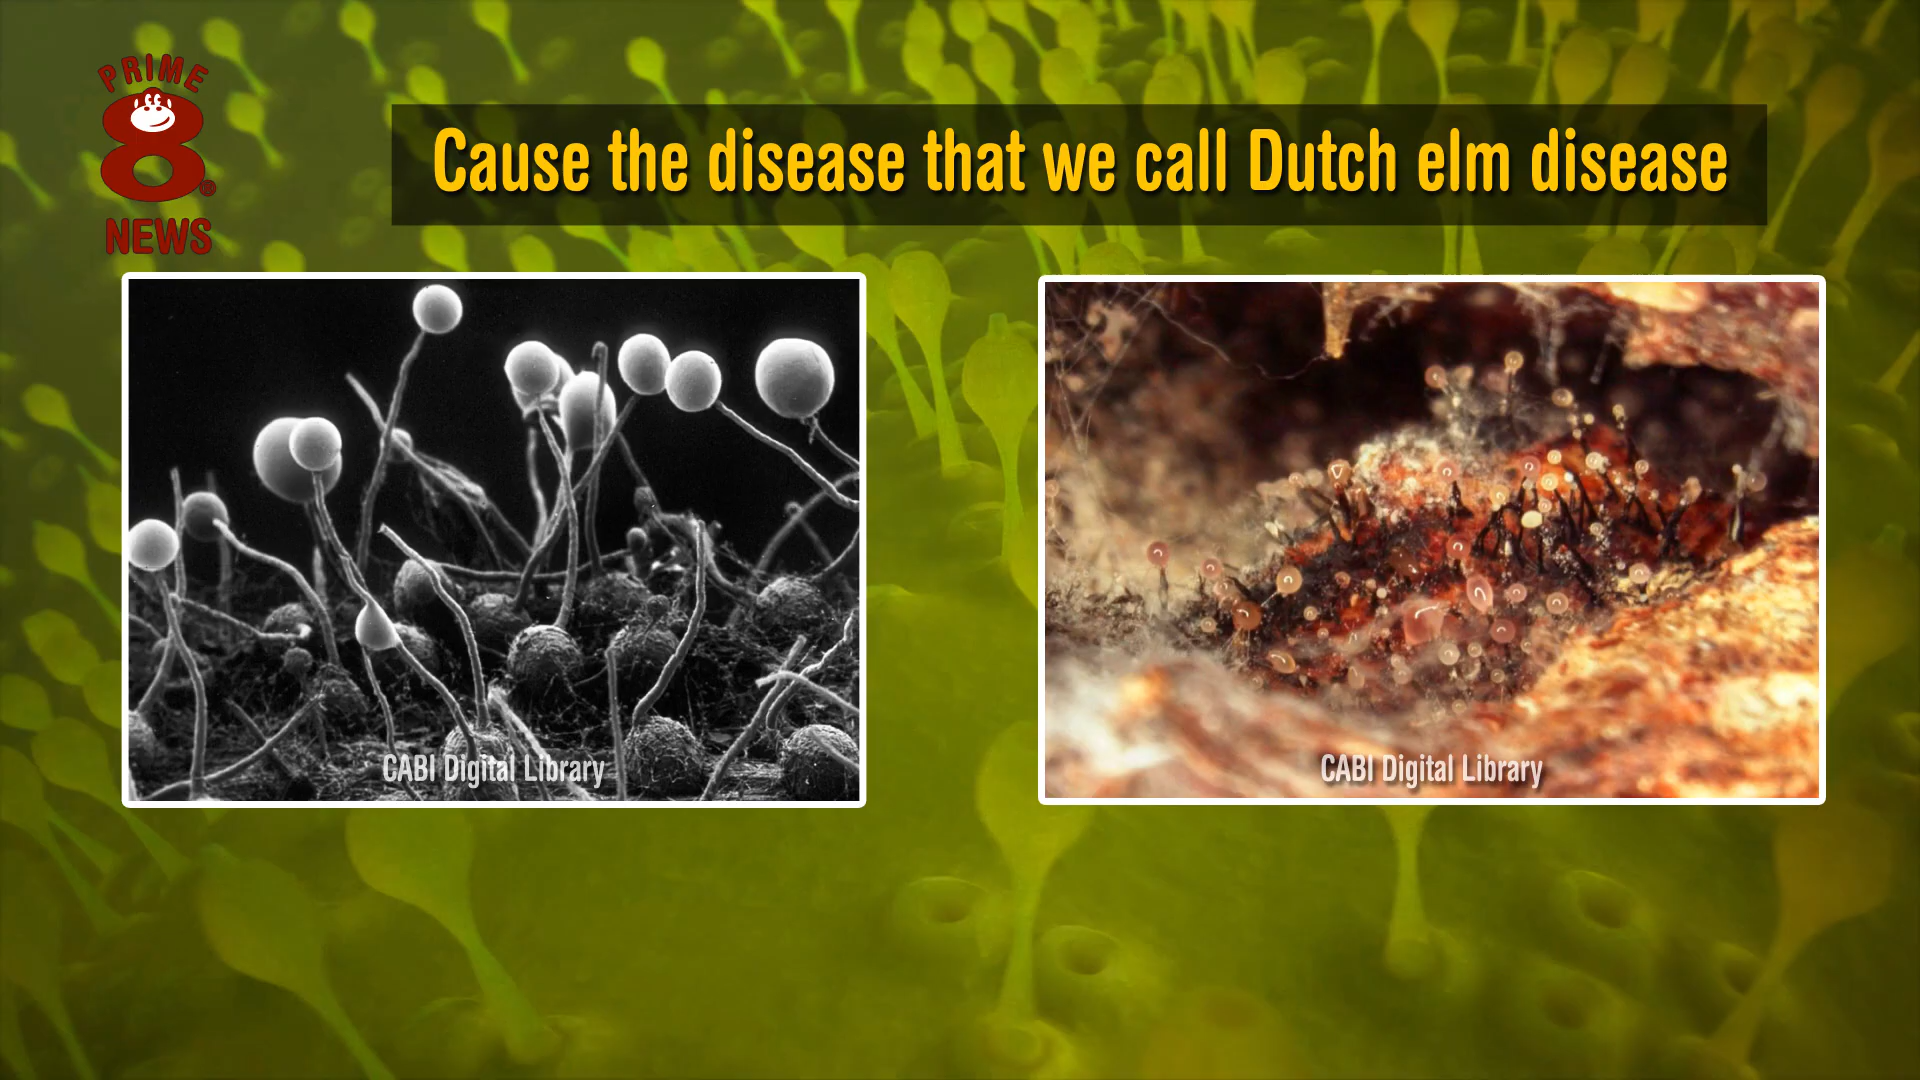 PRIME
8®
NEWS
Cause the disease that we call Dutch elm disease
CABI Digital Library
CABI Digital Library